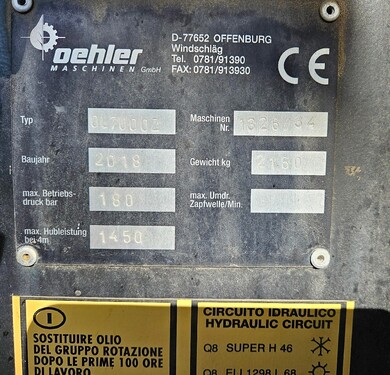 oehler
MASCHINEN GmbH
D-77652 OFFENBURG
Windschläg
Tel. 0781/91390
FAX: 0781/913930
CE
Typ
Maschinen
Nr.
Baujahr 2018
Gewicht kg
max. Betriebs-
druck bar 180
max. Umdr.
Zapfwelle/Min.
max. Hubleistung
bei 4m 1450
I
SOSTITUIRE OLIO
DEL GRUPPO ROTAZIONE
DOPO LE PRIME 100 ORE
DI LAVORO
CIRCUITO IDRAULICO
HYDRAULIC CIRCUIT
Q8 SUPER H 46
Q8